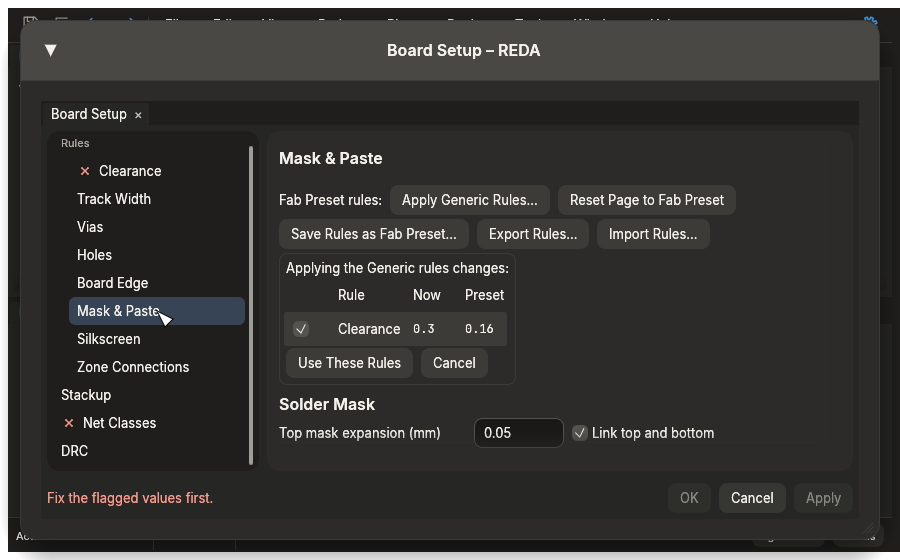 Board Setup – REDA
Board Setup ×
Rules
Clearance
Track Width
Vias
Holes
Board Edge
Mask & Paste
Silkscreen
Zone Connections
Stackup
Net Classes
DRC
Mask & Paste
Fab Preset rules: Apply Generic Rules... Reset Page to Fab Preset
Save Rules as Fab Preset... Export Rules... Import Rules...
Applying the Generic rules changes:
Rule Now Preset
Clearance 0.3 0.16
Use These Rules Cancel
Solder Mask
Top mask expansion (mm) 0.05 Link top and bottom
Fix the flagged values first.
OK Cancel Apply